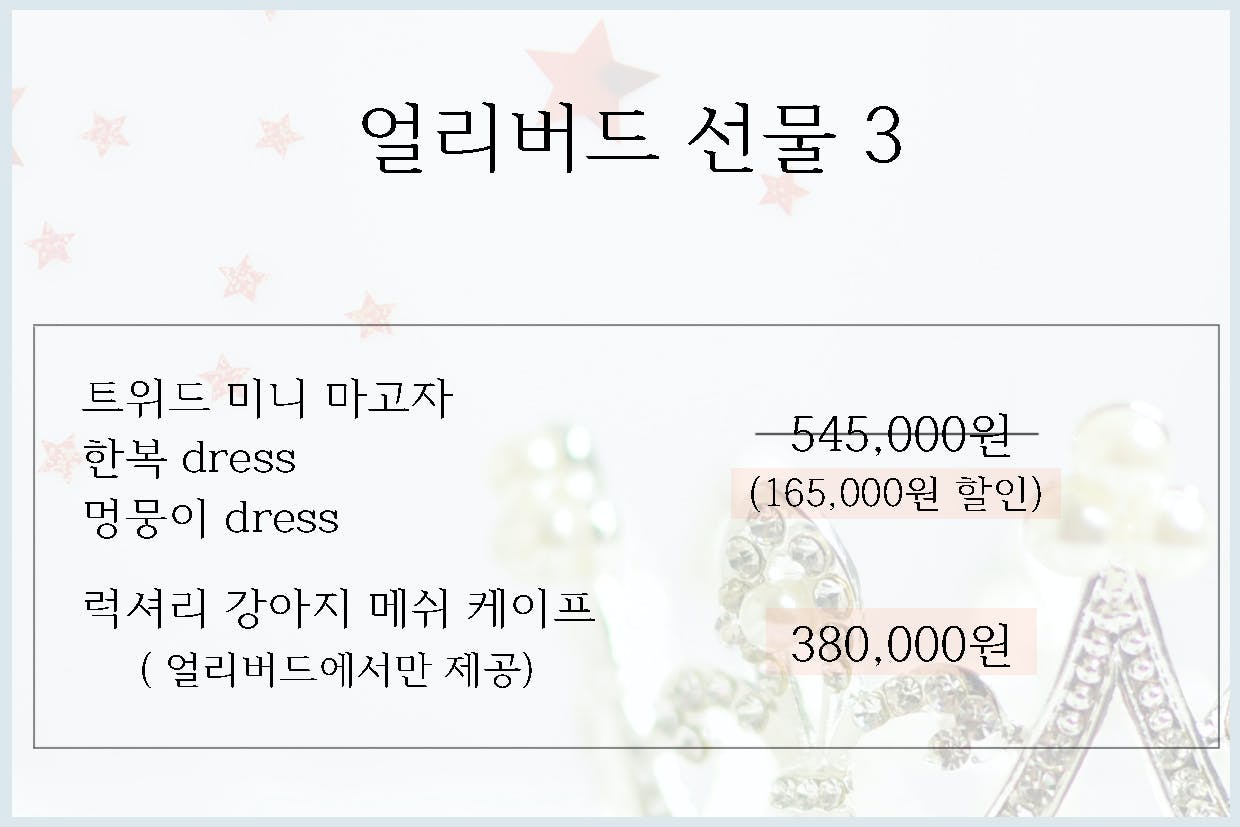 얼리버드 선물 3
트위드 미니 마고자
한복 dress
멍뭉이 dress
럭셔리 강아지 메쉬 케이프
( 얼리버드에서만 제공)
545,000원
(165,000원 할인)
380,000원